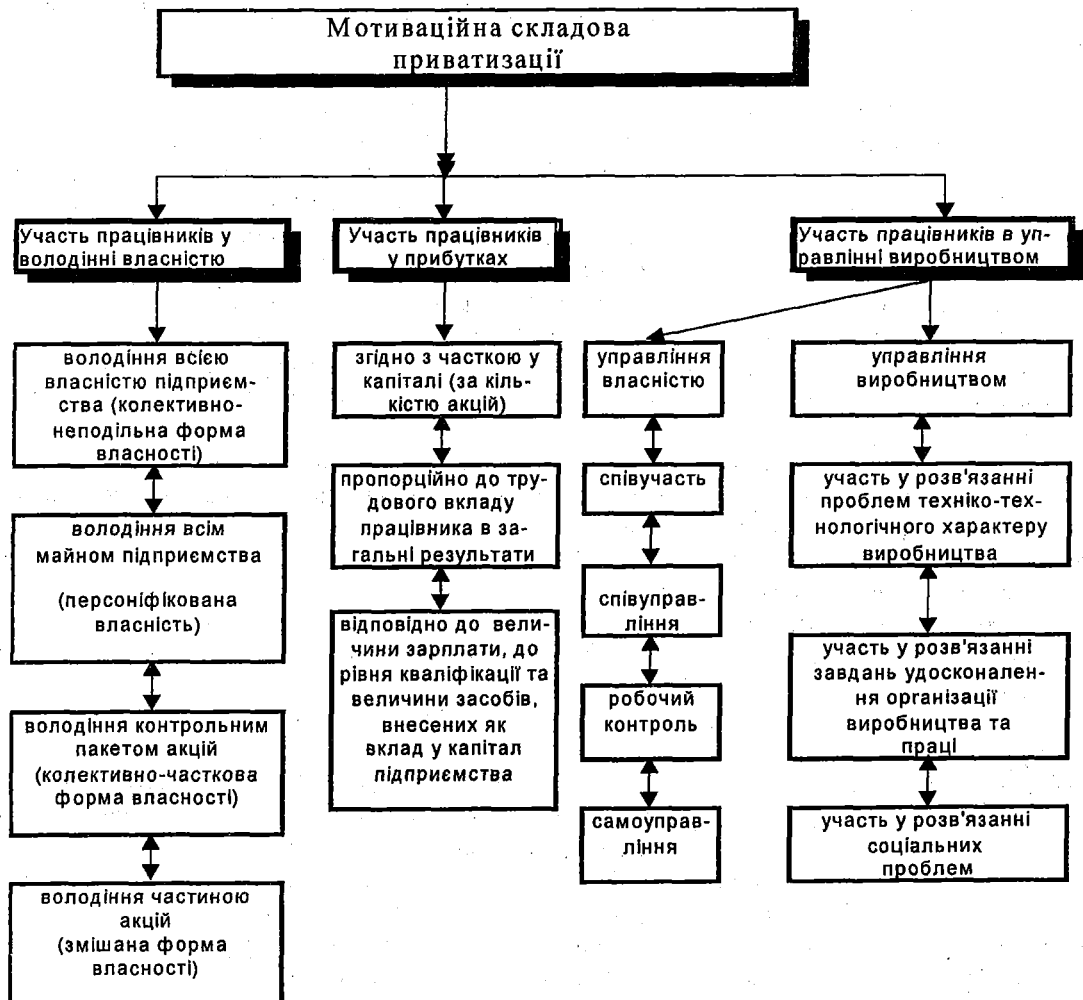 Мотиваційна складова
приватизації
Участь працівників у
володінні власністю
Участь працівників
у прибутках
Участь працівників в уп-
равлінні виробництвом
володіння всією
власністю підприєм-
ства (колективно-
неподільна форма
власності)
володіння всім
майном підприємства
(персоніфікована
власність)
володіння контрольним
пакетом акцій
(колективно-часткова
форма власності)
володіння частиною
акцій
(змішана форма
власності)
згідно з часткою у
капіталі (за кіль-
кістю акцій)
пропорційно до тру-
дового вкладу
працівника в за-
гальні результати
відповідно до вели-
чини зарплати, до
рівня кваліфікації та
величини засобів,
внесених як
вклад у капітал
підприємства
управління
власністю
співучасть
співуправ-
ління
робочий
контроль
самоуправ-
ління
управління
виробництвом
участь у розв'язанні
проблем техніко-тех-
нологічного характеру
виробництва
участь у розв'язанні
завдань удосконален-
ня організації
виробництва та
праці
участь у розв'язанні
соціальних
проблем